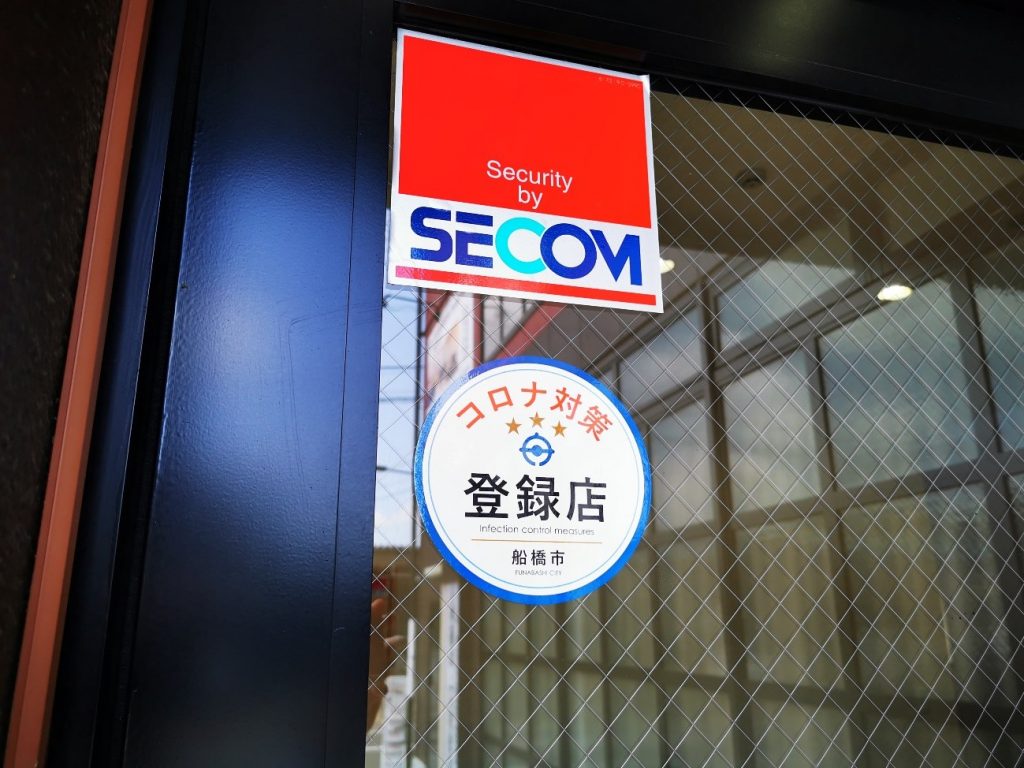 Security
by
SECOM
コロナ対策
登録店
Infection control measures
船橋市
FUNABASHI CITY